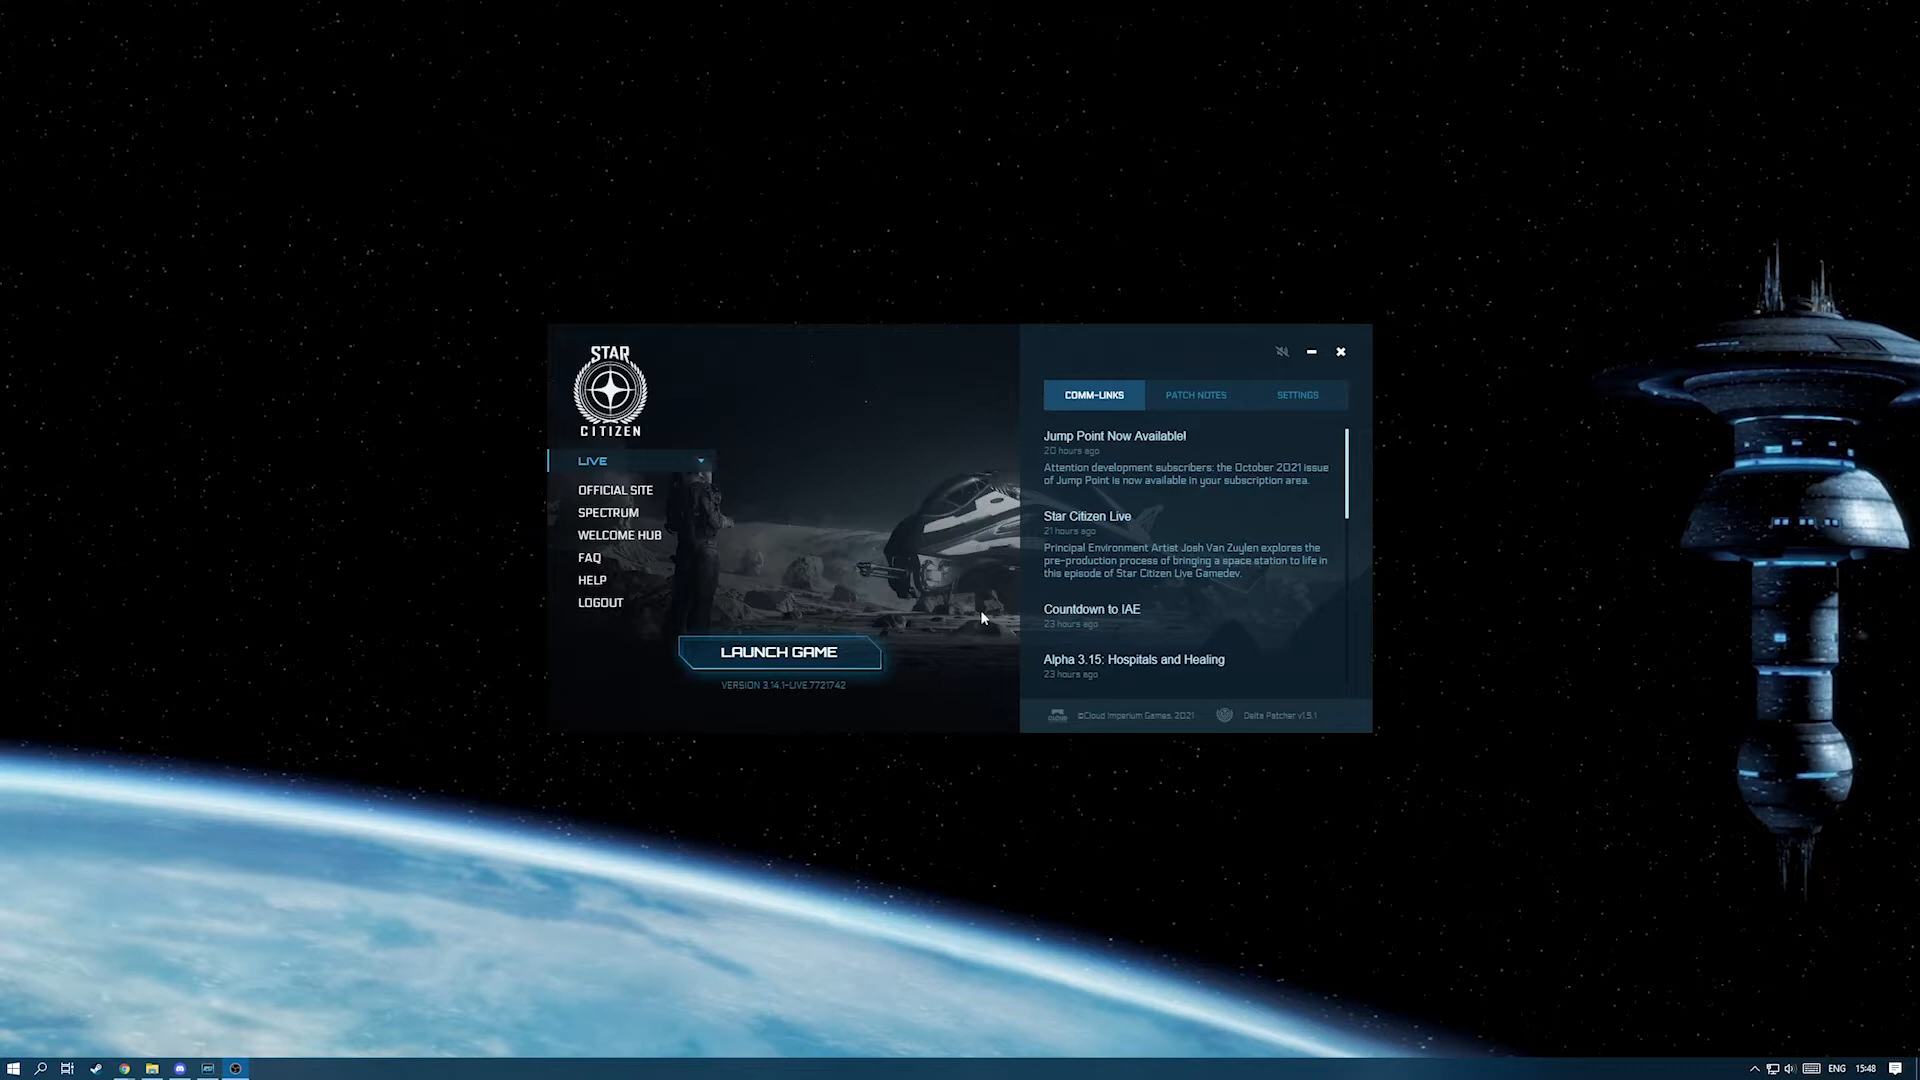 STAR
CITIZEN
LIVE
OFFICIAL SITE
SPECTRUM
WELCOME HUB
FAQ
HELP
LOGOUT
LAUNCH GAME
VERSION 3.14.1-LIVE.7721742
COMM-LINKS
PATCH NOTES
SETTINGS
Jump Point Now Available!
20 hours ago
Attention development subscribers: the October 2021 issue
of Jump Point is now available in your subscription area.
Star Citizen Live
21 hours ago
Principal Environment Artist Josh Van Zuylen explores the
pre-production process of bringing a space station to life in
this episode of Star Citizen Live Gamedev.
Countdown to IAE
23 hours ago
Alpha 3.15: Hospitals and Healing
23 hours ago
CLOUD
©Cloud Imperium Games, 2021
Delta Patcher v1.5.1
ENG
15:48